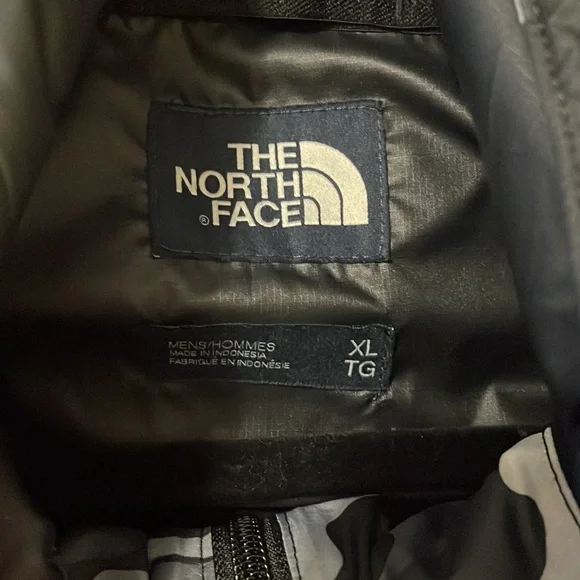 THE
NORTH
® FACE
MENS/HOMMES
MADE IN INDONESIA
FABRIQUÉ EN INDONÉSIE
XL
TG